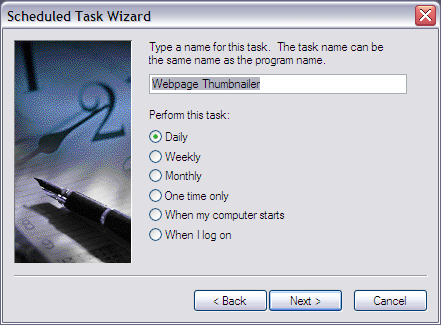 Scheduled Task Wizard
Type a name for this task. The task name can be
the same name as the program name.
Webpage Thumbnailer
Perform this task:
Daily
Weekly
Monthly
One time only
When my computer starts
When I log on
< Back
Next >
Cancel